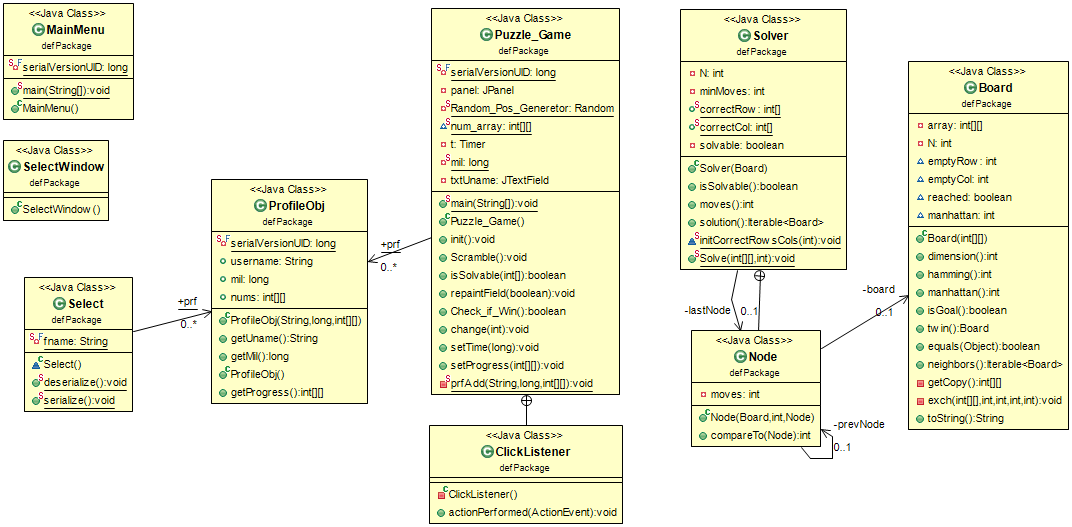 <<Java Class>>
MainMenu
defPackage
serialVersionUID: long
main(String[]):void
MainMenu()
<<Java Class>>
SelectWindow
defPackage
SelectWindow()
<<Java Class>>
Select
defPackage
fname: String
Select()
deserialize():void
serialize():void
+prf
0..*
<<Java Class>>
ProfileObj
defPackage
serialVersionUID: long
username: String
mil: long
nums: int[][]
ProfileObj(String,long,int[][])
getUname():String
getMil():long
ProfileObj()
getProgress():int[][]
+prf
0..*
<<Java Class>>
Puzzle_Game
defPackage
serialVersionUID: long
panel: JPanel
Random_Pos_Generetor: Random
num_array: int[][]
t: Timer
mil: long
txtUname: JTextField
main(String[]):void
Puzzle_Game()
init():void
Scramble():void
isSolvable(int[]):boolean
repaintField(boolean):void
Check_if_Win():boolean
change(int):void
setTime(long):void
setProgress(int[][]):void
prfAdd(String,long,int[][]):void
<<Java Class>>
ClickListener
defPackage
ClickListener()
actionPerformed(ActionEvent):void
<<Java Class>>
Solver
defPackage
N: int
minMoves: int
correctRow: int[]
correctCol: int[]
solvable: boolean
Solver(Board)
isSolvable():boolean
moves():int
solution():Iterable<Board>
initCorrectRowsCols(int):void
Solve(int[][],int):void
-lastNode
0..1
<<Java Class>>
Node
defPackage
moves: int
Node(Board,int,Node)
compareTo(Node):int
-prevNode
0..1
-board
0..1
<<Java Class>>
Board
defPackage
array: int[][]
N: int
emptyRow: int
emptyCol: int
reached: boolean
manhattan: int
Board(int[][])
dimension():int
hamming():int
manhattan():int
isGoal():boolean
twin():Board
equals(Object):boolean
neighbors():Iterable<Board>
getCopy():int[][]
exch(int[][],int,int,int,int):void
toString():String